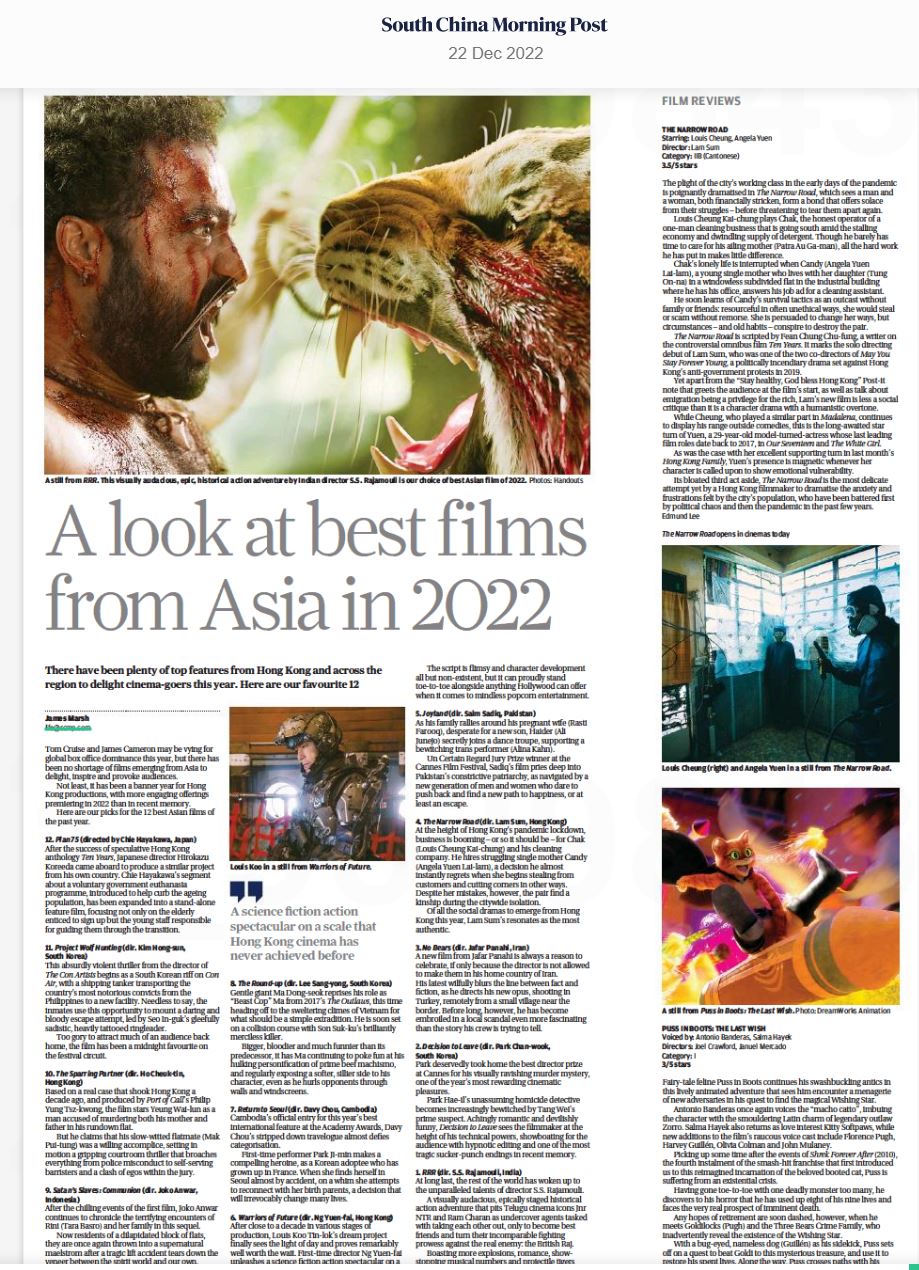 South China Morning Post
22 Dec 2022
A still from RRR. This visually audacious, epic, historical action adventure by Indian director S.S. Rajamouli is our choice of best Asian film of 2022. Photos: Handouts
A look at best films
from Asia in 2022
There have been plenty of top features from Hong Kong and across the
region to delight cinema-goers this year. Here are our favourite 12
James Marsh
life@scmp.com
Tom Cruise and James Cameron may be vying for
global box office dominance this year, but there has
been no shortage of films emerging from Asia to
delight, inspire and provoke audiences.
Not least, it has been a banner year for Hong
Kong productions, with more engaging offerings
premiering in 2022 than in recent memory.
Here are our picks for the 12 best Asian films of
the past year.
12. Plan 75 (directed by Chie Hayakawa, Japan)
After the success of speculative Hong Kong
anthology Ten Years, Japanese director Hirokazu
Koreeda came aboard to produce a similar project
from his own country. Chie Hayakawa's segment
about a voluntary government euthanasia
programme, introduced to help curb the ageing
population, has been expanded into a stand-alone
feature film, focusing not only on the elderly
enticed to sign up but the young staff responsible
for guiding them through the transition.
11. Project Wolf Hunting (dir. Kim Hong-sun,
South Korea)
This absurdly violent thriller from the director of
The Con Artists begins as a South Korean riff on Con
Air, with a shipping tanker transporting the
country's most notorious convicts from the
Philippines to a new facility. Needless to say, the
inmates use this opportunity to mount a daring and
bloody escape attempt, led by Seo In-guk's gleefully
sadistic, heavily tattooed ringleader.
Too gory to attract much of an audience back
home, the film has been a midnight favourite on
the festival circuit.
10. The Sparring Partner (dir. Ho Cheuk-tin,
Hong Kong)
Based on a real case that shook Hong Kong a
decade ago, and produced by Port of Call's Philip
Yung Tsz-kwong, the film stars Yeung Wai-lun as a
man accused of murdering both his mother and
father in his rundown flat.
But he claims that his slow-witted flatmate (Mak
Pui-tung) was a willing accomplice, setting in
motion a gripping courtroom thriller that broaches
everything from police misconduct to self-serving
barristers and a clash of egos within the jury.
9. Satan's Slaves: Communion (dir. Joko Anwar,
Indonesia)
After the chilling events of the first film, Joko Anwar
continues to chronicle the terrifying encounters of
Rini (Tara Basro) and her family in this sequel.
Now residents of a dilapidated block of flats,
they are once again thrown into a supernatural
maelstrom after a tragic lift accident tears down the
veneer between the spirit world and our own.
Louis Koo in a still from Warriors of Future.
A science fiction action
spectacular on a scale that
Hong Kong cinema has
never achieved before
8. The Round-up (dir. Lee Sang-yong, South Korea)
Gentle giant Ma Dong-seok reprises his role as
"Beast Cop" Ma from 2017's The Outlaws, this time
heading off to the sweltering climes of Vietnam for
what should be a simple extradition. He is soon set
on a collision course with Son Suk-ku's brilliantly
merciless killer.
Bigger, bloodier and much funnier than its
predecessor, it has Ma continuing to poke fun at his
hulking personification of prime beef machismo,
and regularly exposing a softer, sillier side to his
character, even as he hurls opponents through
walls and windscreens.
7. Return to Seoul (dir. Davy Chou, Cambodia)
Cambodia's official entry for this year's best
international feature at the Academy Awards, Davy
Chou's stripped down travelogue almost defies
categorisation.
First-time performer Park Ji-min makes a
compelling heroine, as a Korean adoptee who has
grown up in France. When she finds herself in
Seoul almost by accident, on a whim she attempts
to reconnect with her birth parents, a decision that
will irrevocably change many lives.
6. Warriors of Future (dir. Ng Yuen-fai, Hong Kong)
After close to a decade in various stages of
production, Louis Koo Tin-lok's dream project
finally sees the light of day and proves remarkably
well worth the wait. First-time director Ng Yuen-fai
unleashes a science fiction action spectacular on a
The script is flimsy and character development
all but non-existent, but it can proudly stand
toe-to-toe alongside anything Hollywood can offer
when it comes to mindless popcorn entertainment.
5. Joyland (dir. Saim Sadiq, Pakistan)
As his family rallies around his pregnant wife (Rasti
Farooq), desperate for a new son, Haider (Ali
Junejo) secretly joins a dance troupe, supporting a
bewitching trans performer (Alina Kahn).
Un Certain Regard Jury Prize winner at the
Cannes Film Festival, Sadiq's film pries deep into
Pakistan's constrictive patriarchy, as navigated by a
new generation of men and women who dare to
push back and find a new path to happiness, or at
least an escape.
4. The Narrow Road (dir. Lam Sum, Hong Kong)
At the height of Hong Kong's pandemic lockdown,
business is booming – or so it should be – for Chak
(Louis Cheung Kai-chung) and his cleaning
company. He hires struggling single mother Candy
(Angela Yuen Lai-lam), a decision he almost
instantly regrets when she begins stealing from
customers and cutting corners in other ways.
Despite her mistakes, however, the pair find a
kinship during the citywide isolation.
Of all the social dramas to emerge from Hong
Kong this year, Lam Sum's resonates as the most
authentic.
3. No Bears (dir. Jafar Panahi, Iran)
A new film from Jafar Panahi is always a reason to
celebrate, if only because the director is not allowed
to make them in his home country of Iran.
His latest wilfully blurs the line between fact and
fiction, as he directs his new opus, shooting in
Turkey, remotely from a small village near the
border. Before long, however, he has become
embroiled in a local scandal even more fascinating
than the story his crew is trying to tell.
2. Decision to Leave (dir. Park Chan-wook,
South Korea)
Park deservedly took home the best director prize
at Cannes for his visually ravishing murder mystery,
one of the year's most rewarding cinematic
pleasures.
Park Hae-il's unassuming homicide detective
becomes increasingly bewitched by Tang Wei's
prime suspect. Achingly romantic and devilishly
funny, Decision to Leave sees the filmmaker at the
height of his technical powers, showboating for the
audience with hypnotic editing and one of the most
tragic sucker-punch endings in recent memory.
1. RRR (dir. S.S. Rajamouli, India)
At long last, the rest of the world has woken up to
the unparalleled talents of director S.S. Rajamouli.
A visually audacious, epically staged historical
action adventure that pits Telugu cinema icons Jnr
NTR and Ram Charan as undercover agents tasked
with taking each other out, only to become best
friends and turn their incomparable fighting
prowess against the real enemy: the British Raj.
Boasting more explosions, romance, show-
stopping musical numbers and projectile tigers
FILM REVIEWS
THE NARROW ROAD
Starring: Louis Cheung, Angela Yuen
Director: Lam Sum
Category: IIB (Cantonese)
3.5/5 stars
The plight of the city's working class in the early days of the pandemic
is poignantly dramatised in The Narrow Road, which sees a man and
a woman, both financially stricken, form a bond that offers solace
from their struggles – before threatening to tear them apart again.
Louis Cheung Kai-chung plays Chak, the honest operator of a
one-man cleaning business that is going south amid the stalling
economy and dwindling supply of detergent. Though he barely has
time to care for his ailing mother (Patra Au Ga-man), all the hard work
he has put in makes little difference.
Chak's lonely life is interrupted when Candy (Angela Yuen
Lai-lam), a young single mother who lives with her daughter (Tung
On-na) in a windowless subdivided flat in the industrial building
where he has his office, answers his job ad for a cleaning assistant.
He soon learns of Candy's survival tactics as an outcast without
family or friends: resourceful in often unethical ways, she would steal
or scam without remorse. She is persuaded to change her ways, but
circumstances – and old habits – conspire to destroy the pair.
The Narrow Road is scripted by Fean Chung Chu-fung, a writer on
the controversial omnibus film Ten Years. It marks the solo directing
debut of Lam Sum, who was one of the two co-directors of May You
Stay Forever Young, a politically incendiary drama set against Hong
Kong's anti-government protests in 2019.
Yet apart from the "Stay healthy, God bless Hong Kong" Post-it
note that greets the audience at the film's start, as well as talk about
emigration being a privilege for the rich, Lam's new film is less a social
critique than it is a character drama with a humanistic overtone.
While Cheung, who played a similar part in Madalena, continues
to display his range outside comedies, this is the long-awaited star
turn of Yuen, a 29-year-old model-turned-actress whose last leading
film roles date back to 2017, in Our Seventeen and The White Girl.
As was the case with her excellent supporting turn in last month's
Hong Kong Family, Yuen's presence is magnetic whenever her
character is called upon to show emotional vulnerability.
Its bloated third act aside, The Narrow Road is the most delicate
attempt yet by a Hong Kong filmmaker to dramatise the anxiety and
frustrations felt by the city's population, who have been battered first
by political chaos and then the pandemic in the past few years.
Edmund Lee
The Narrow Road opens in cinemas today
Louis Cheung (right) and Angela Yuen in a still from The Narrow Road.
A still from Puss in Boots: The Last Wish. Photo: DreamWorks Animation
PUSS IN BOOTS: THE LAST WISH
Voiced by: Antonio Banderas, Salma Hayek
Directors: Joel Crawford, Januel Mercado
Category: I
3/5 stars
Fairy-tale feline Puss in Boots continues his swashbuckling antics in
this lively animated adventure that sees him encounter a menagerie
of new adversaries in his quest to find the magical Wishing Star.
Antonio Banderas once again voices the "macho catto", imbuing
the character with the smouldering Latin charm of legendary outlaw
Zorro. Salma Hayek also returns as love interest Kitty Softpaws, while
new additions to the film's raucous voice cast include Florence Pugh,
Harvey Guillén, Olivia Colman and John Mulaney.
Picking up some time after the events of Shrek Forever After (2010),
the fourth instalment of the smash-hit franchise that first introduced
us to this reimagined incarnation of the beloved booted cat, Puss is
suffering from an existential crisis.
Having gone toe-to-toe with one deadly monster too many, he
discovers to his horror that he has used up eight of his nine lives and
faces the very real prospect of imminent death.
Any hopes of retirement are soon dashed, however, when he
meets Goldilocks (Pugh) and the Three Bears Crime Family, who
inadvertently reveal the existence of the Wishing Star.
With a bug-eyed, nameless dog (Guillén) as his sidekick, Puss sets
off on a quest to beat Goldi to this mysterious treasure, and use it to
restore his spent lives. Along the way, Puss crosses paths with his